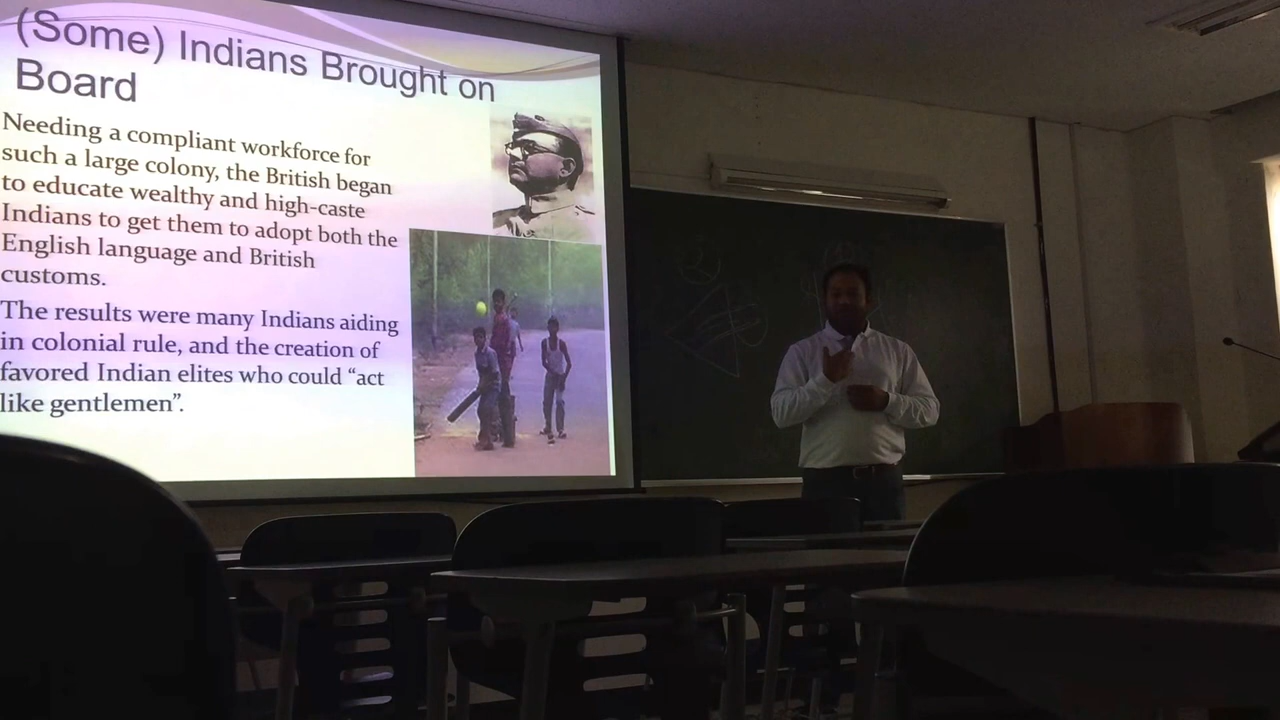 (Some) Indians Brought on
Board
Needing a compliant workforce for
such a large colony, the British began
to educate wealthy and high-caste
Indians to get them to adopt both the
English language and British
customs.
The results were many Indians aiding
in colonial rule, and the creation of
favored Indian elites who could “act
like gentlemen”.